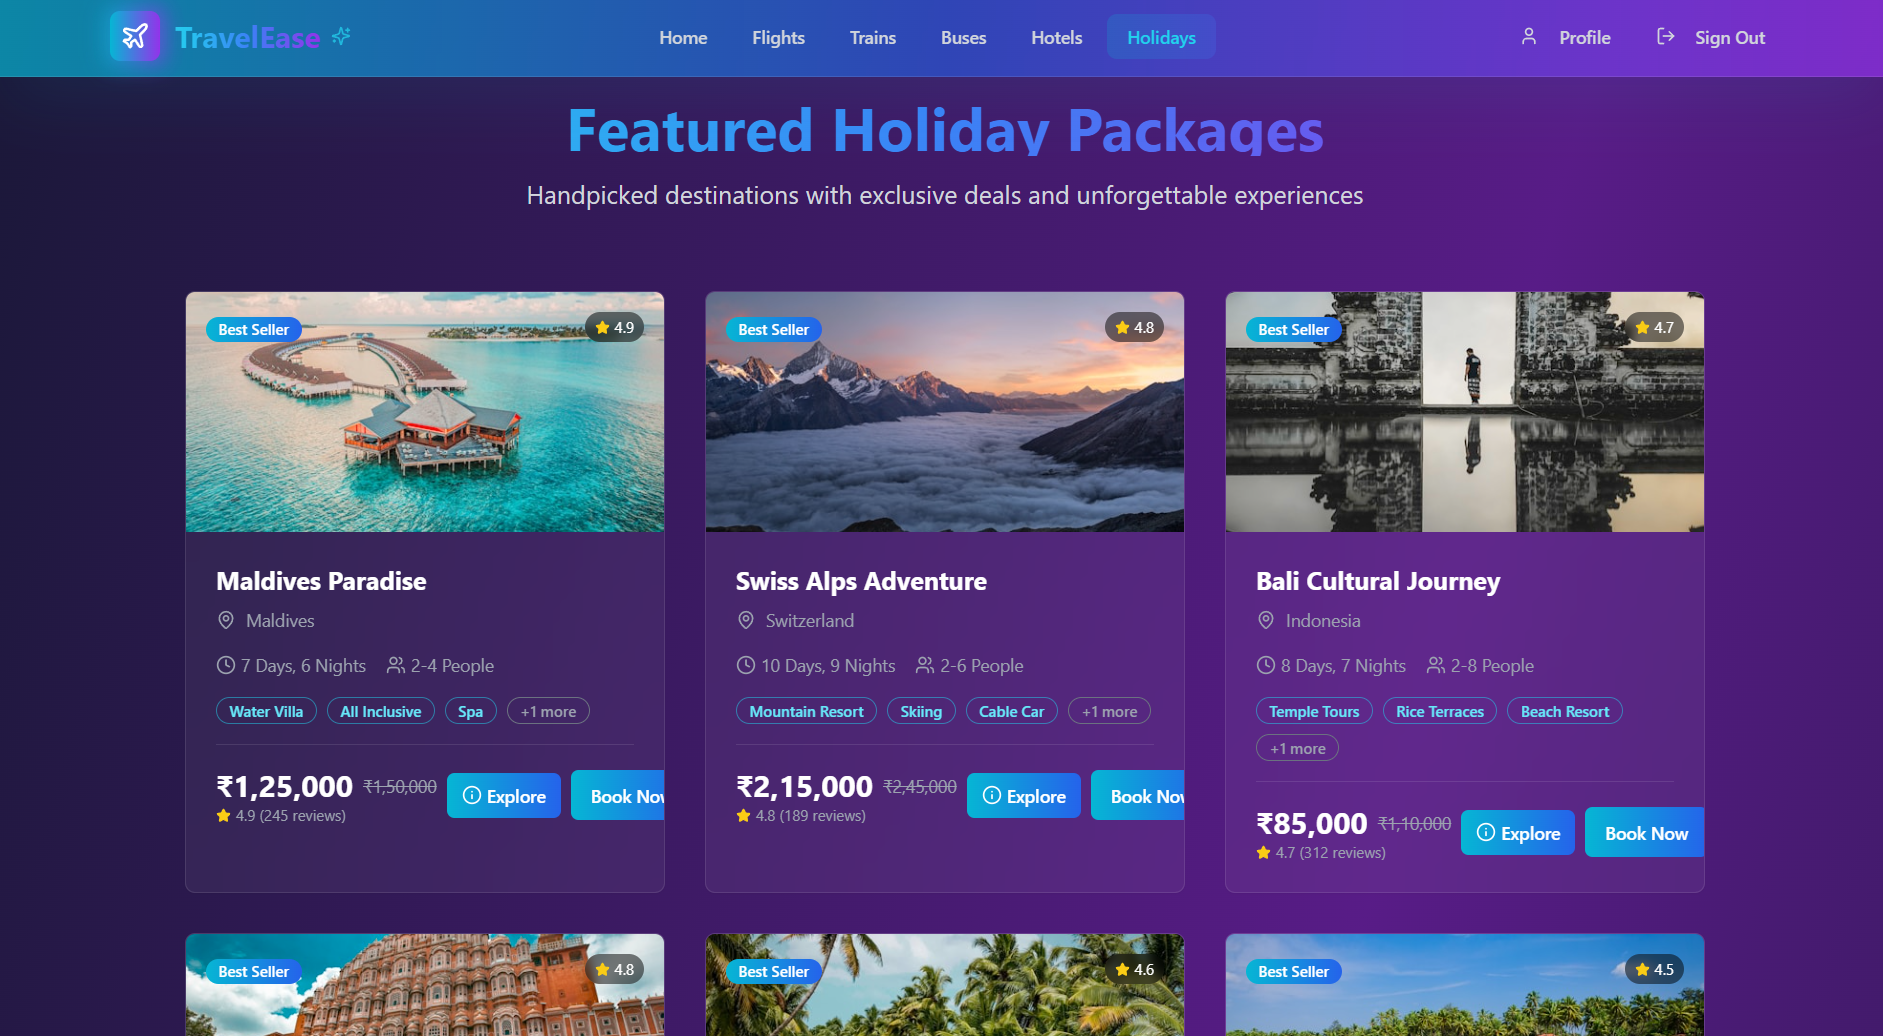 TravelEase
Home Flights Trains Buses Hotels Holidays
Profile Sign Out
Featured Holiday Packages
Handpicked destinations with exclusive deals and unforgettable experiences
Best Seller 4.9
Maldives Paradise
Maldives
7 Days, 6 Nights 2-4 People
Water Villa All Inclusive Spa +1 more
₹1,25,000 ₹1,50,000 Explore Book Now
4.9 (245 reviews)
Best Seller 4.8
Swiss Alps Adventure
Switzerland
10 Days, 9 Nights 2-6 People
Mountain Resort Skiing Cable Car +1 more
₹2,15,000 ₹2,45,000 Explore Book Now
4.8 (189 reviews)
Best Seller 4.7
Bali Cultural Journey
Indonesia
8 Days, 7 Nights 2-8 People
Temple Tours Rice Terraces Beach Resort
+1 more
₹85,000 ₹1,10,000 Explore Book Now
4.7 (312 reviews)
Best Seller 4.8
Best Seller 4.6
Best Seller 4.5